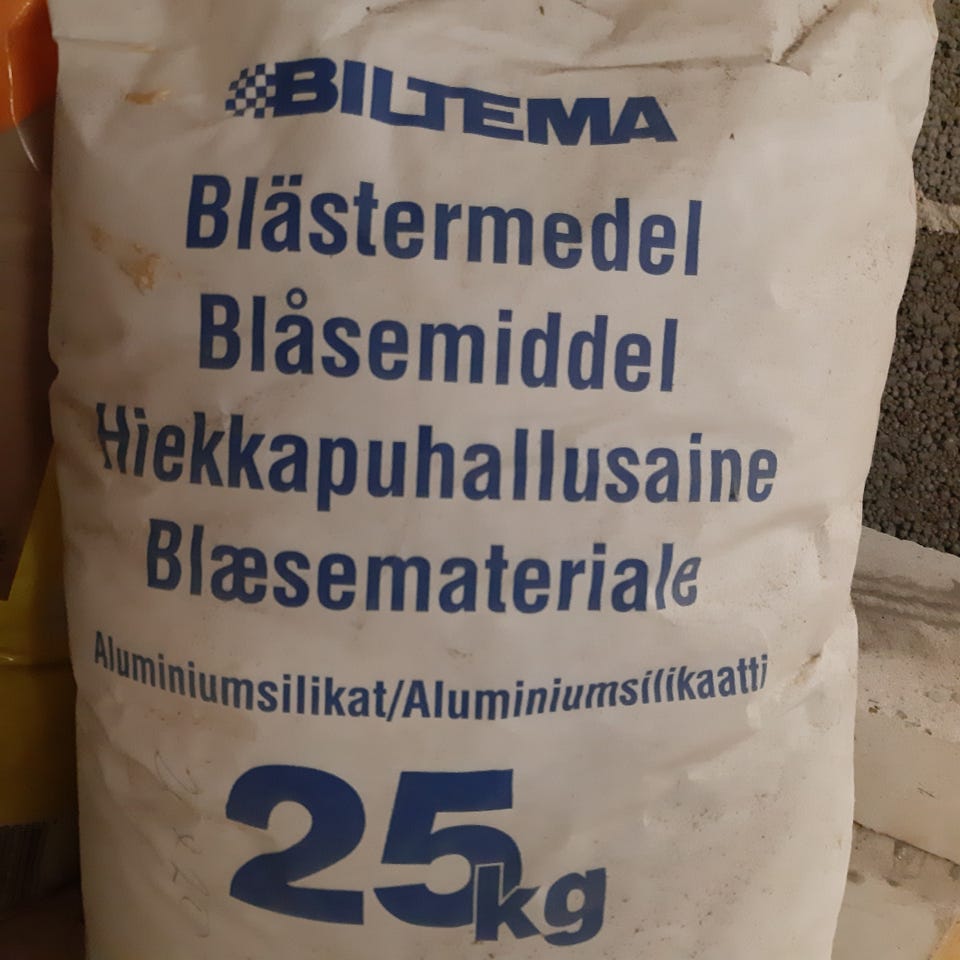 BILTEMA
Blästermedel
Blåsemiddel
Hiekkapuhallusaine
Blæsemateriale
Aluminiumsilikat/Aluminiumsilikaatti
25kg